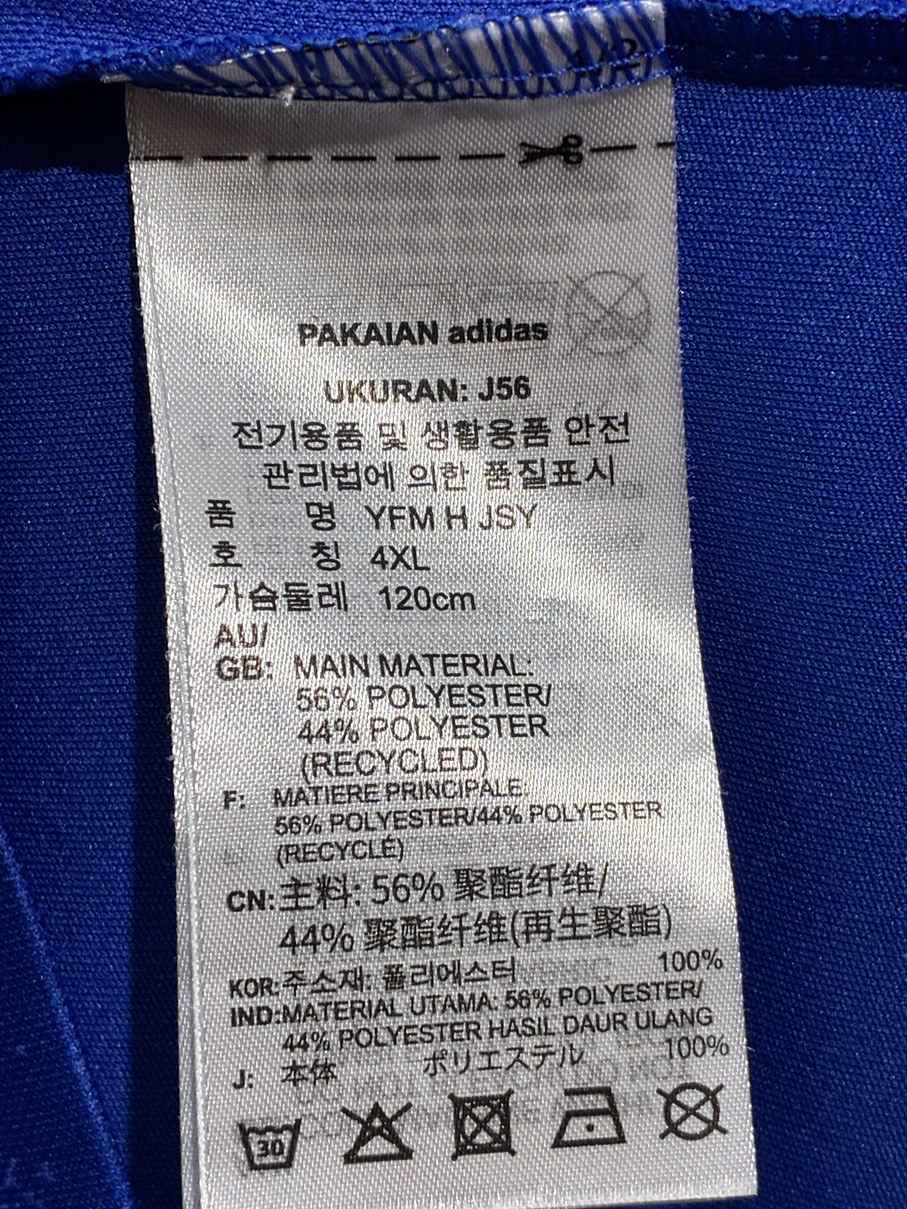 PAKAIAN adidas
UKURAN: J56
전기용품 및 생활용품 안전
관리법에 의한 품질표시
품 명 YFM H JSY
호 칭 4XL
가슴둘레 120cm
AU/
GB: MAIN MATERIAL:
56% POLYESTER/
44% POLYESTER
(RECYCLED)
F: MATIERE PRINCIPALE:
56% POLYESTER/44% POLYESTER
(RECYCLÉ)
CN:主料: 56% 聚酯纤维/
44% 聚酯纤维(再生聚酯)
KOR:주소재: 폴리에스터 100%
IND:MATERIAL UTAMA: 56% POLYESTER/
44% POLYESTER HASIL DAUR ULANG
J: 本体 ポリエステル 100%
30